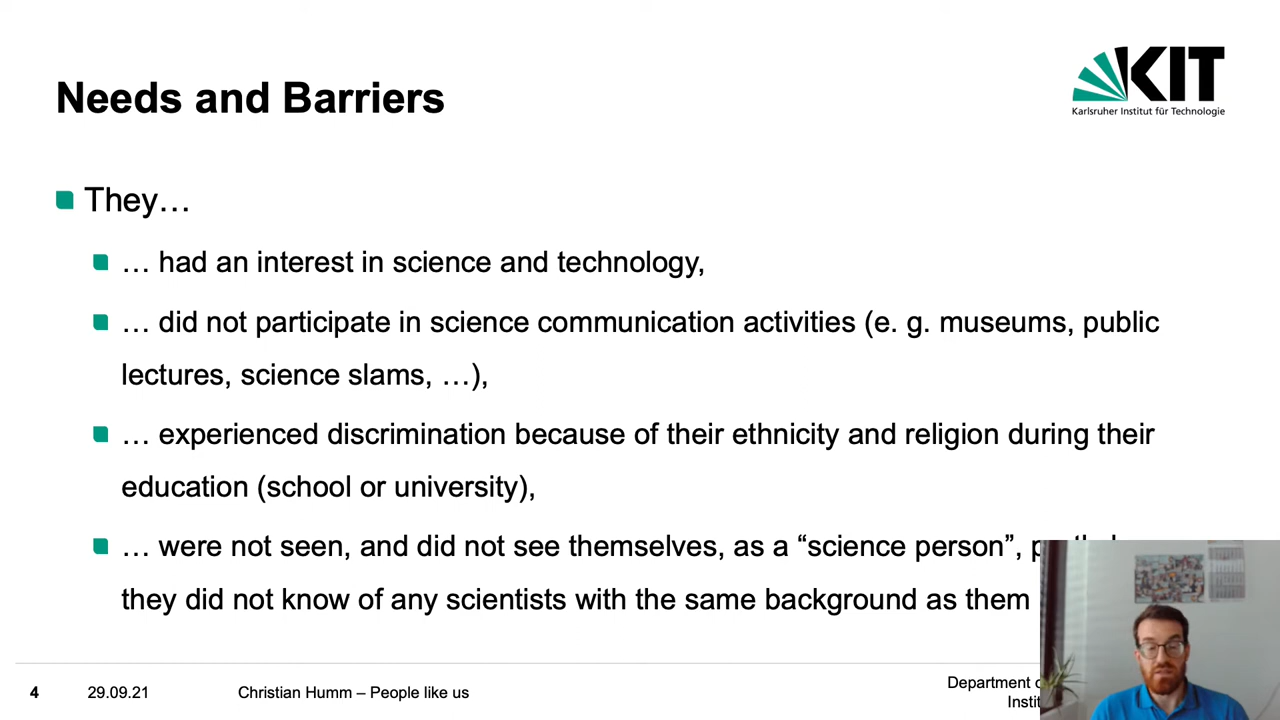 Needs and Barriers
KIT
Karlsruher Institut für Technologie
They…
… had an interest in science and technology,
… did not participate in science communication activities (e. g. museums, public
lectures, science slams, …),
… experienced discrimination because of their ethnicity and religion during their
education (school or university),
… were not seen, and did not see themselves, as a “science person”,
they did not know of any scientists with the same background as them
4 29.09.21 Christian Humm – People like us
Department